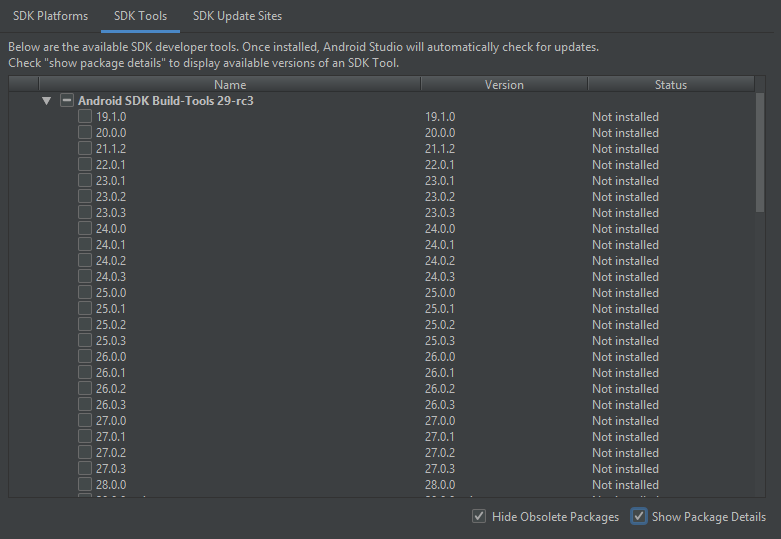 SDK Platforms SDK Tools SDK Update Sites
Below are the available SDK developer tools. Once installed, Android Studio will automatically check for updates.
Check "show package details" to display available versions of an SDK Tool.
Name Version Status
Android SDK Build-Tools 29-rc3
19.1.0 19.1.0 Not installed
20.0.0 20.0.0 Not installed
21.1.2 21.1.2 Not installed
22.0.1 22.0.1 Not installed
23.0.1 23.0.1 Not installed
23.0.2 23.0.2 Not installed
23.0.3 23.0.3 Not installed
24.0.0 24.0.0 Not installed
24.0.1 24.0.1 Not installed
24.0.2 24.0.2 Not installed
24.0.3 24.0.3 Not installed
25.0.0 25.0.0 Not installed
25.0.1 25.0.1 Not installed
25.0.2 25.0.2 Not installed
25.0.3 25.0.3 Not installed
26.0.0 26.0.0 Not installed
26.0.1 26.0.1 Not installed
26.0.2 26.0.2 Not installed
26.0.3 26.0.3 Not installed
27.0.0 27.0.0 Not installed
27.0.1 27.0.1 Not installed
27.0.2 27.0.2 Not installed
27.0.3 27.0.3 Not installed
28.0.0 28.0.0 Not installed
Hide Obsolete Packages Show Package Details